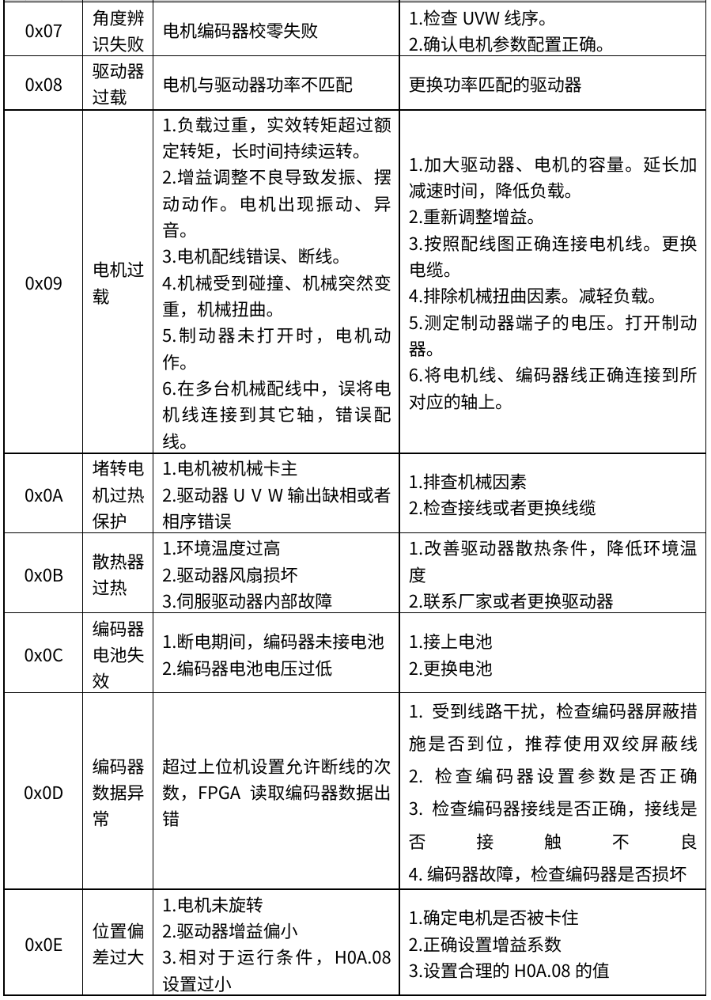 0x07
角度辨
识失败
电机编码器校零失败
1.检查 UVW 线序。
2.确认电机参数配置正确。
0x08
驱动器
过载
电机与驱动器功率不匹配
更换功率匹配的驱动器
0x09
电机过
载
1.负载过重，实效转矩超过额
定转矩，长时间持续运转。
2.增益调整不良导致发振、摆
动动作。电机出现振动、异
音。
3.电机配线错误、断线。
4.机械受到碰撞、机械突然变
重，机械扭曲。
5.制动器未打开时，电机动
作。
6.在多台机械配线中，误将电
机线连接到其它轴，错误配
线。
1.加大驱动器、电机的容量。延长加
减速时间，降低负载。
2.重新调整增益。
3.按照配线图正确连接电机线。更换
电缆。
4.排除机械扭曲因素。减轻负载。
5.测定制动器端子的电压。打开制动
器。
6.将电机线、编码器线正确连接到所
对应的轴上。
0x0A
堵转电
机过热
保护
1.电机被机械卡主
2.驱动器 U V W 输出缺相或者
相序错误
1.排查机械因素
2.检查接线或者更换线缆
0x0B
散热器
过热
1.环境温度过高
2.驱动器风扇损坏
3.伺服驱动器内部故障
1.改善驱动器散热条件，降低环境温
度
2.联系厂家或者更换驱动器
0x0C
编码器
电池失
效
1.断电期间，编码器未接电池
2.编码器电池电压过低
1.接上电池
2.更换电池
0x0D
编码器
数据异
常
超过上位机设置允许断线的次
数，FPGA 读取编码器数据出
错
1. 受到线路干扰，检查编码器屏蔽措
施是否到位，推荐使用双绞屏蔽线
2. 检查编码器设置参数是否正确
3. 检查编码器接线是否正确，接线是
否接触不良
4. 编码器故障，检查编码器是否损坏
0x0E
位置偏
差过大
1.电机未旋转
2.驱动器增益偏小
3.相对于运行条件，H0A.08
设置过小
1.确定电机是否被卡住
2.正确设置增益系数
3.设置合理的 H0A.08 的值